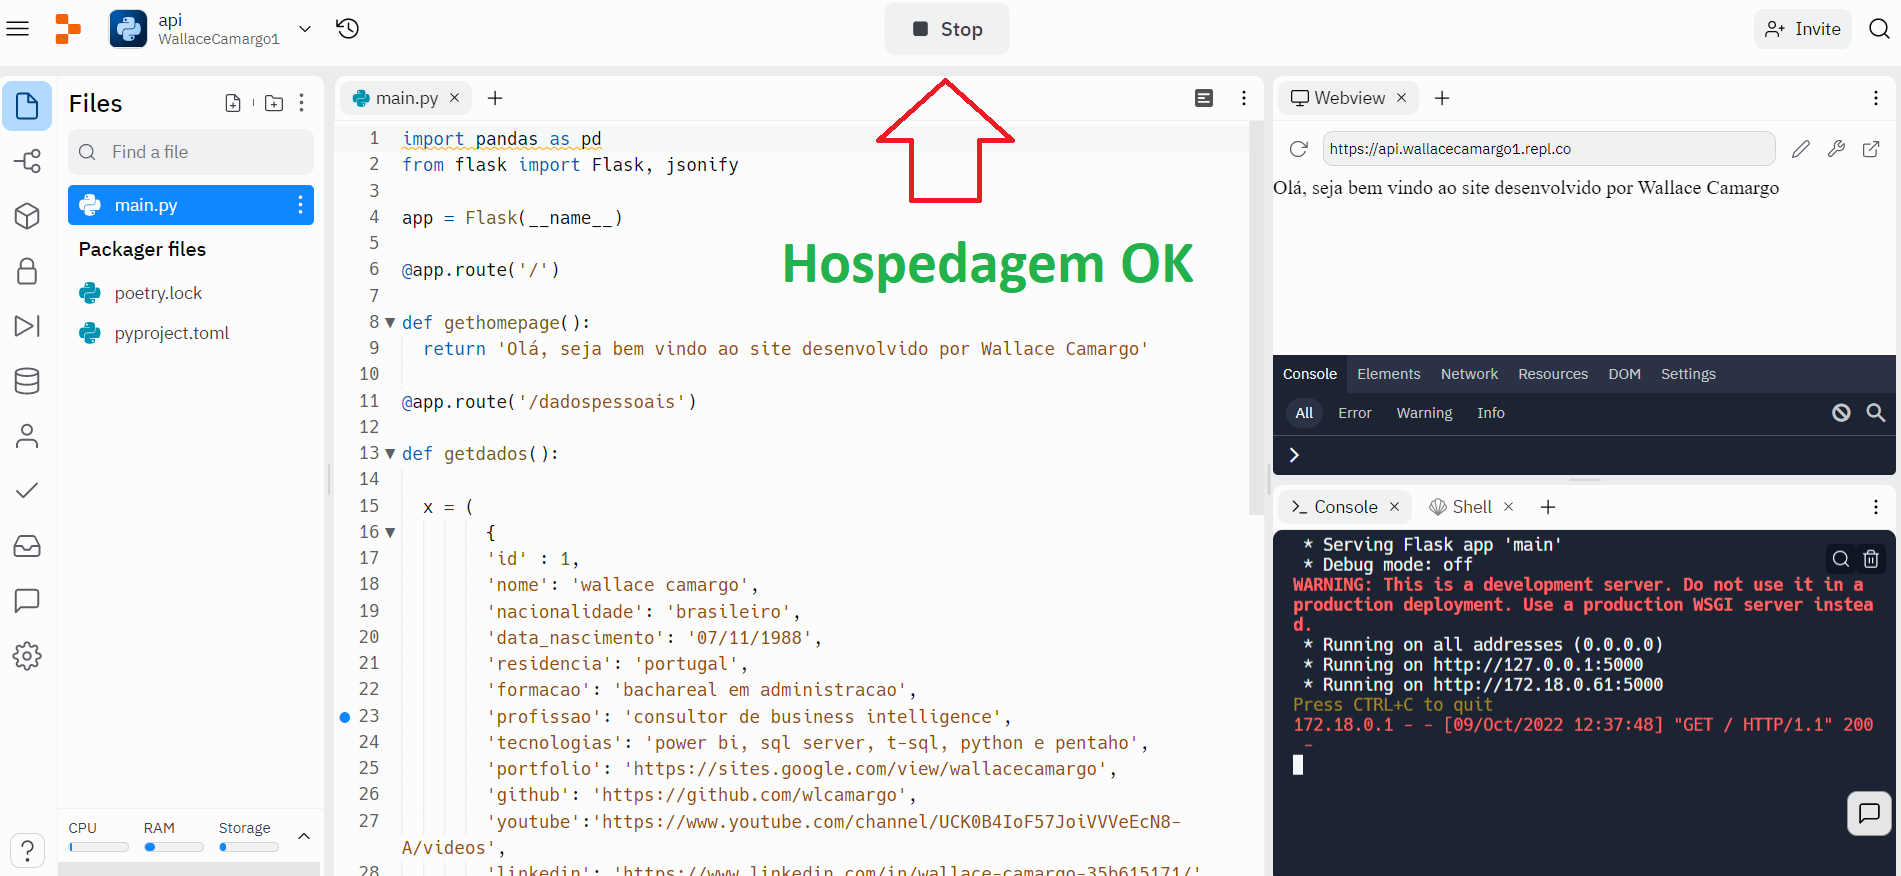 api
WallaceCamargo1
Stop
Invite
Files
Find a file
main.py
Packager files
poetry.lock
pyproject.toml
CPU RAM Storage
?
main.py
1 import pandas as pd
2 from flask import Flask, jsonify
3
4 app = Flask(__name__)
5
6 @app.route('/')
7
8 def gethomepage():
9 return 'Olá, seja bem vindo ao site desenvolvido por Wallace Camargo'
10
11 @app.route('/dadospessoais')
12
13 def getdados():
14
15 x = (
16 {
17 'id' : 1,
18 'nome': 'wallace camargo',
19 'nacionalidade': 'brasileiro',
20 'data_nascimento': '07/11/1988',
21 'residencia': 'portugal',
22 'formacao': 'bachareal em administracao',
23 'profissao': 'consultor de business intelligence',
24 'tecnologias': 'power bi, sql server, t-sql, python e pentaho',
25 'portfolio': 'https://sites.google.com/view/wallacecamargo',
26 'github': 'https://github.com/wlcamargo',
27 'youtube':'https://www.youtube.com/channel/UCK0B4IoF57JoiVVVeEcN8-
A/videos',
28 'linkedin': 'https://www.linkedin.com/in/wallace-camargo-35b615171/'
Hospedagem OK
Webview
https://api.wallacecamargo1.repl.co
Olá, seja bem vindo ao site desenvolvido por Wallace Camargo
Console Elements Network Resources DOM Settings
All Error Warning Info
Console Shell
* Serving Flask app 'main'
* Debug mode: off
WARNING: This is a development server. Do not use it in a
production deployment. Use a production WSGI server instea
d.
* Running on all addresses (0.0.0.0)
* Running on http://127.0.0.1:5000
* Running on http://172.18.0.61:5000
Press CTRL+C to quit
172.18.0.1 - - [09/Oct/2022 12:37:48] "GET / HTTP/1.1" 200
-